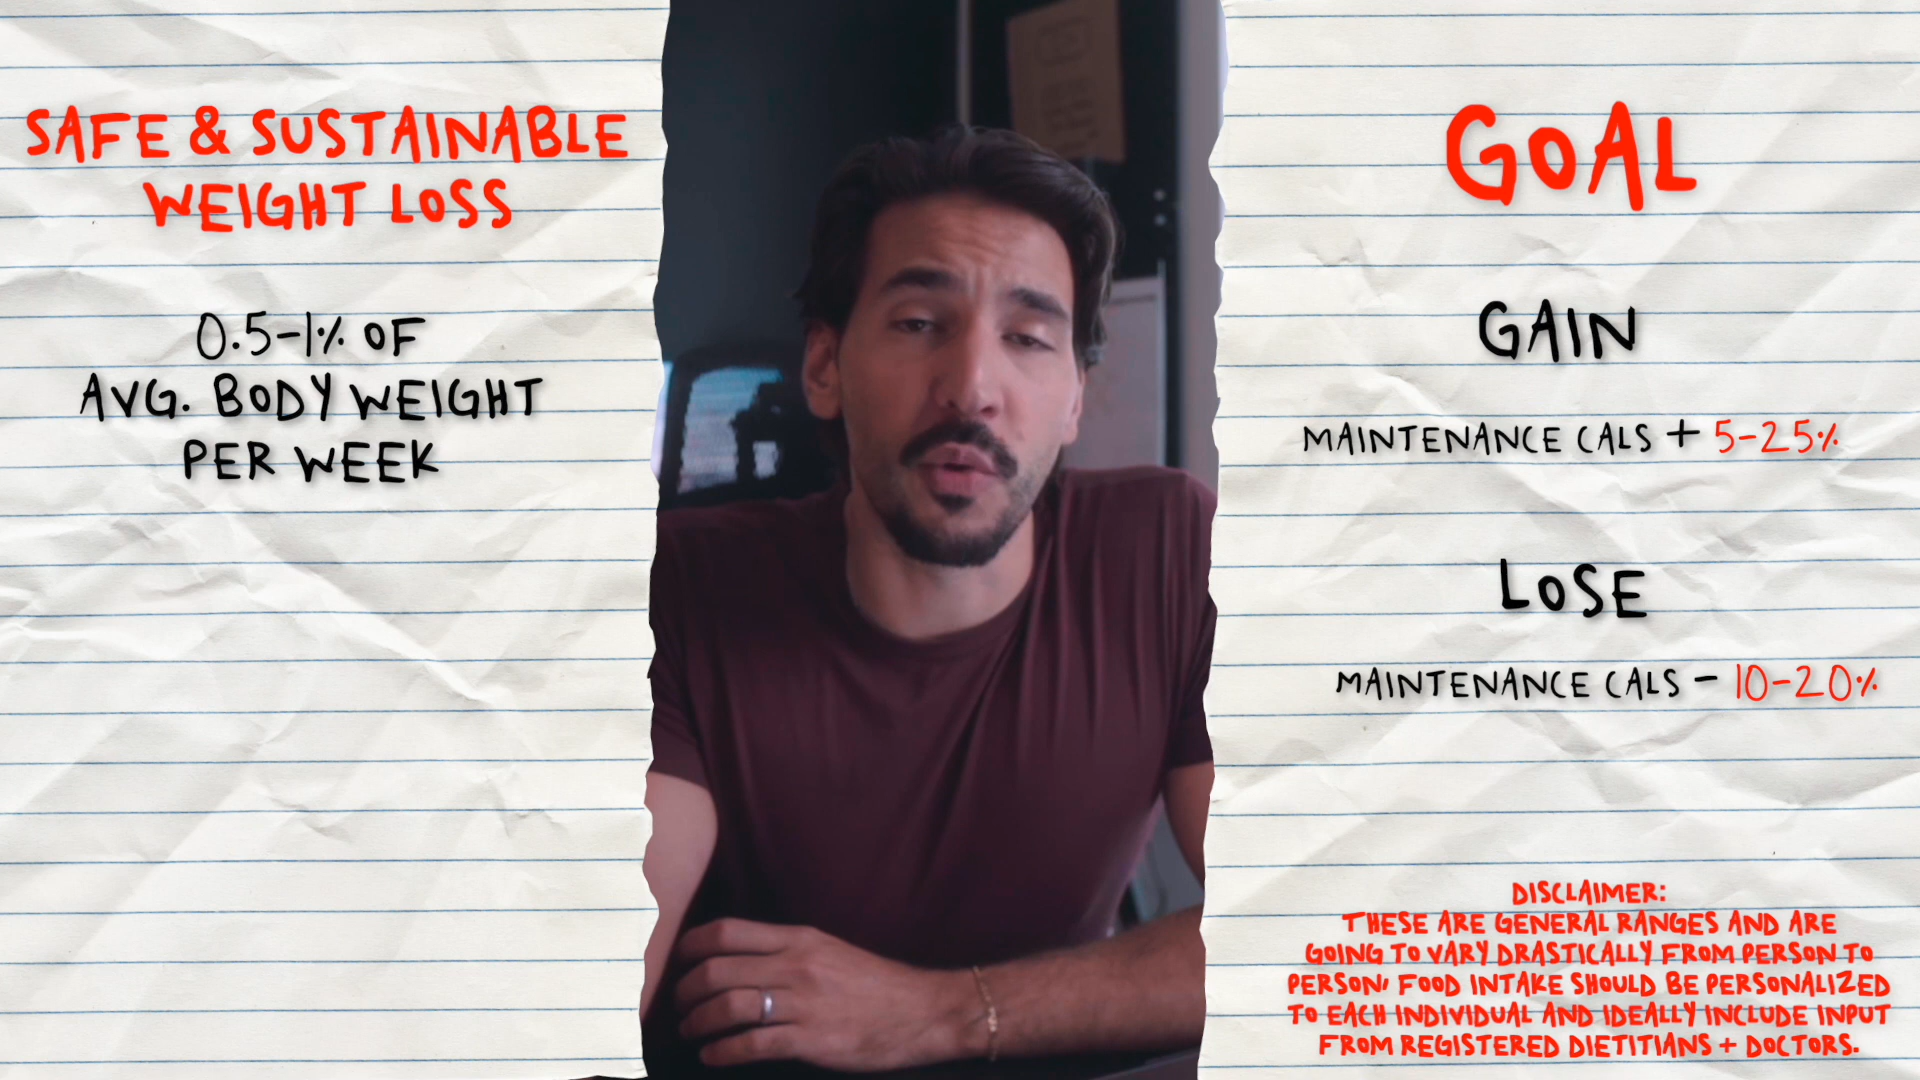 SAFE & SUSTAINABLE
WEIGHT LOSS
0.5-1% OF
AVG. BODY WEIGHT
PER WEEK
GOAL
GAIN
MAINTENANCE CALS + 5-25%
LOSE
MAINTENANCE CALS - 10-20%
DISCLAIMER:
THESE ARE GENERAL RANGES AND ARE
GOING TO VARY DRASTICALLY FROM PERSON TO
PERSON, FOOD INTAKE SHOULD BE PERSONALIZED
TO EACH INDIVIDUAL AND IDEALLY INCLUDE INPUT
FROM REGISTERED DIETITIANS + DOCTORS.